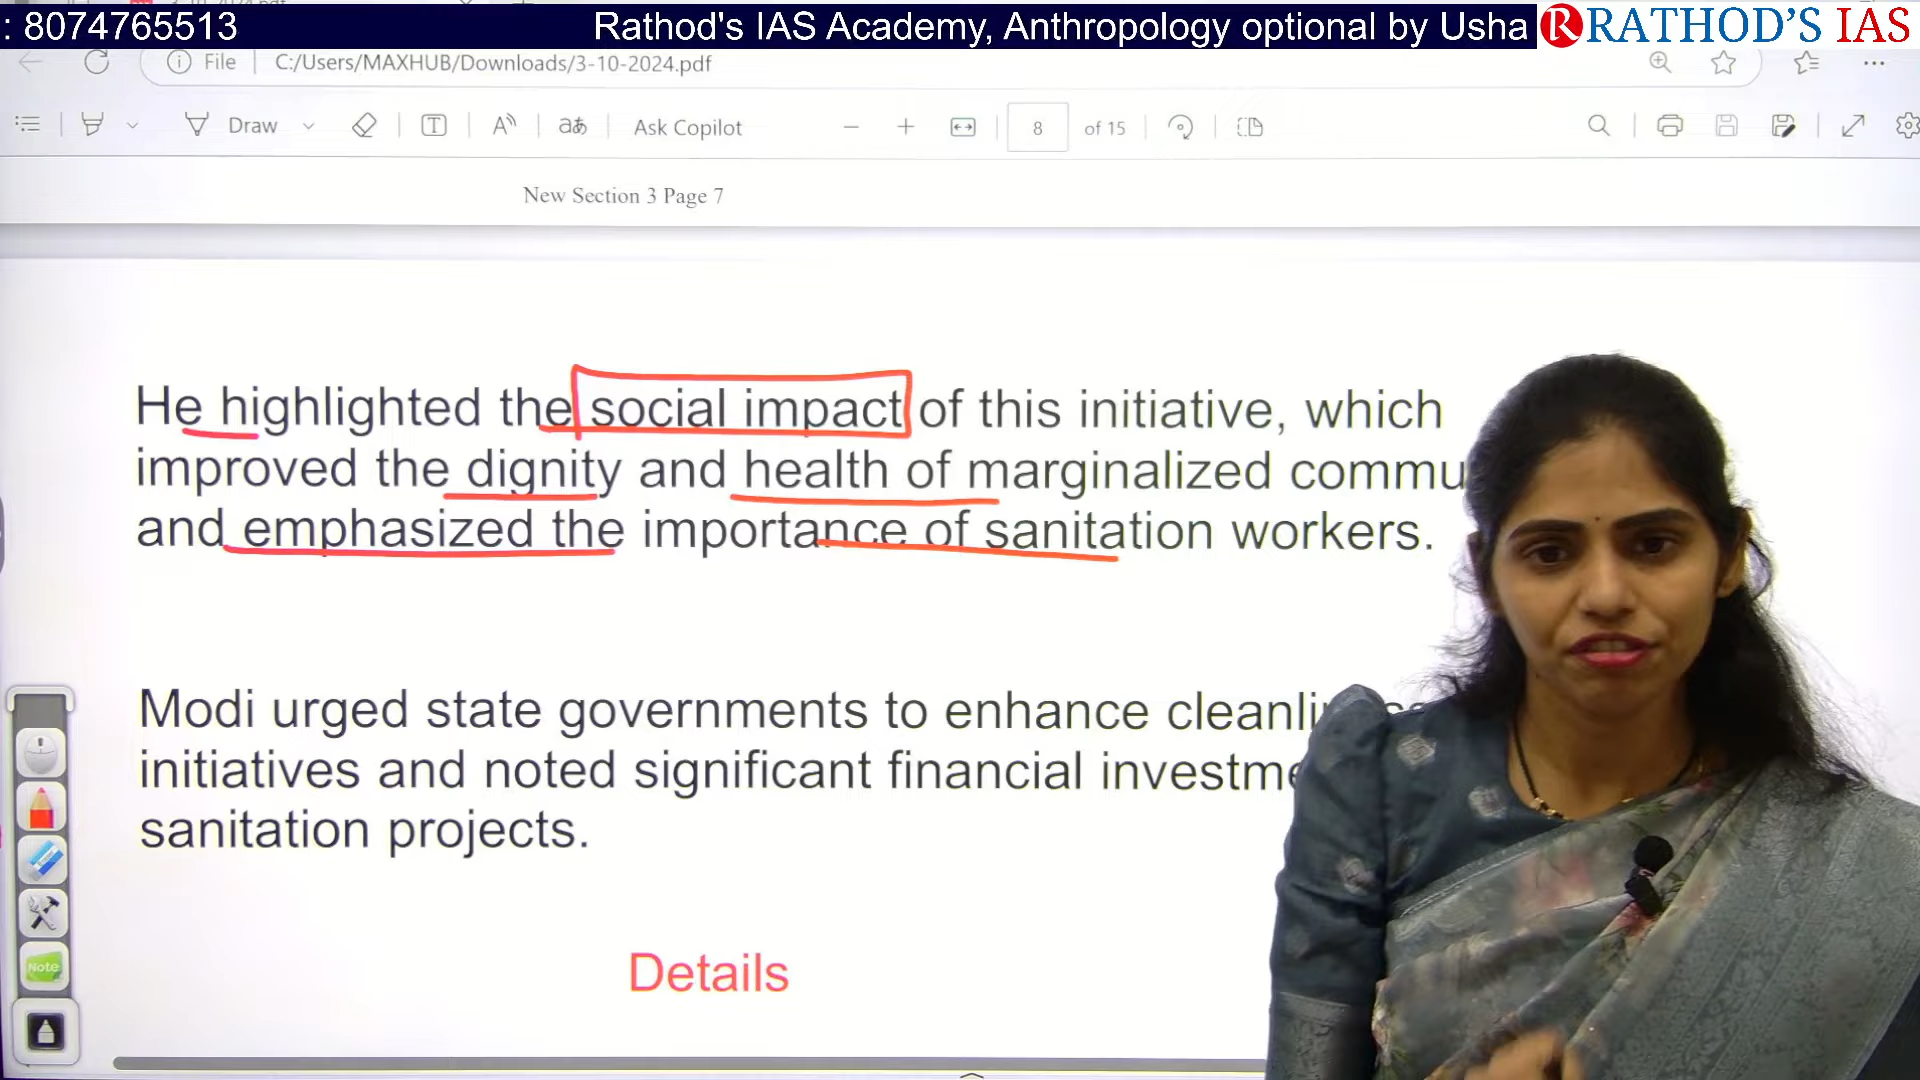 : 8074765513 Rathod's IAS Academy, Anthropology optional by Usha RATHOD'S IAS
File C:/Users/MAXHUB/Downloads/3-10-2024.pdf
Draw T A aあ Ask Copilot 8 of 15
New Section 3 Page 7
He highlighted the social impact of this initiative, which
improved the dignity and health of marginalized commu
and emphasized the importance of sanitation workers.
Modi urged state governments to enhance
initiatives and noted significant financial
sanitation projects.
Note
Details